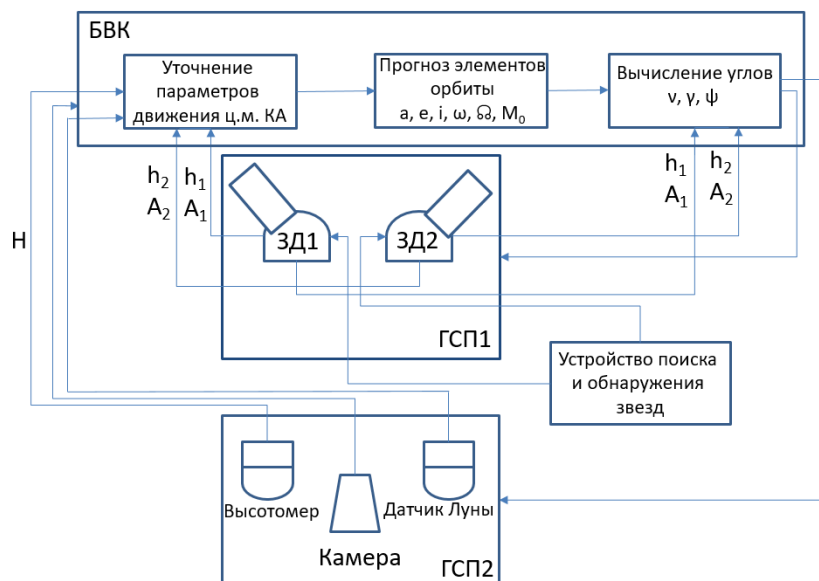 БВК
Уточнение
параметров
движения ц.м. КА
Прогноз элементов
орбиты
a, e, i, ω, ☊, M₀
Вычисление углов
ν, γ, ψ
h₂
A₂
h₁
A₁
h₁
A₁
h₂
A₂
H
ЗД1
ЗД2
ГСП1
Устройство поиска
и обнаружения
звезд
Высотомер
Камера
Датчик Луны
ГСП2